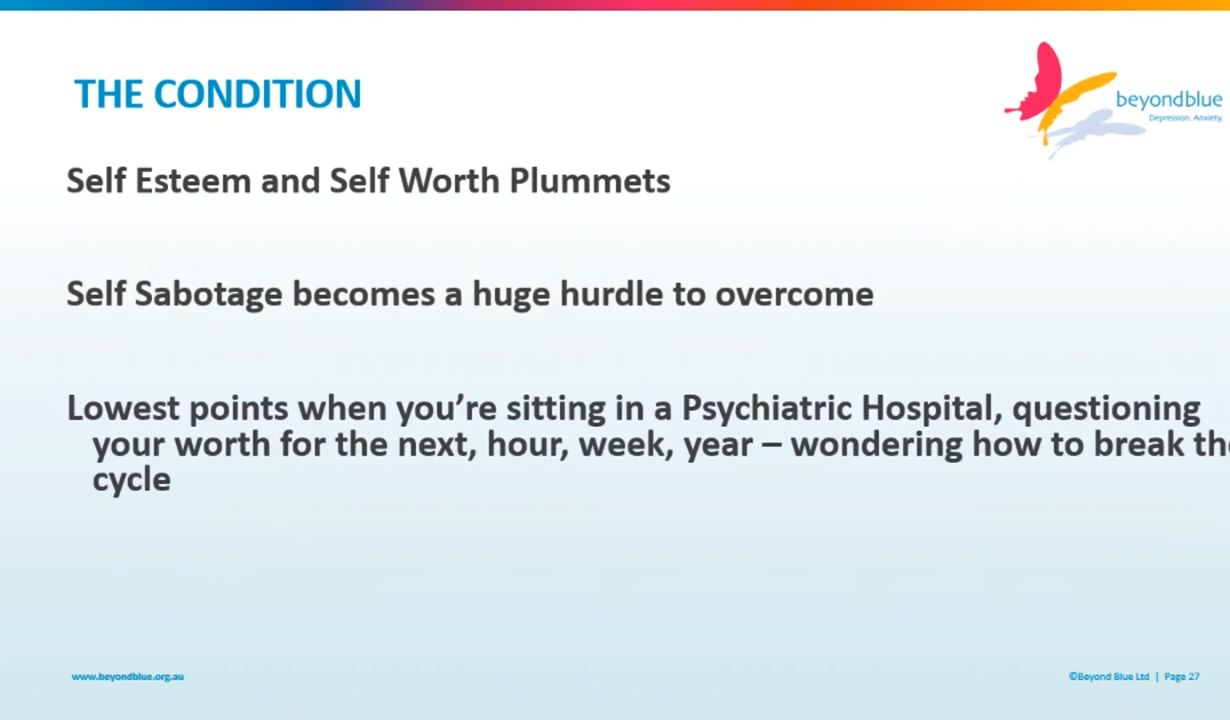 THE CONDITION
beyondblue
Depression. Anxiety.
Self Esteem and Self Worth Plummets
Self Sabotage becomes a huge hurdle to overcome
Lowest points when you’re sitting in a Psychiatric Hospital, questioning
your worth for the next, hour, week, year – wondering how to break th
cycle
www.beyondblue.org.au
©Beyond Blue Ltd | Page 27